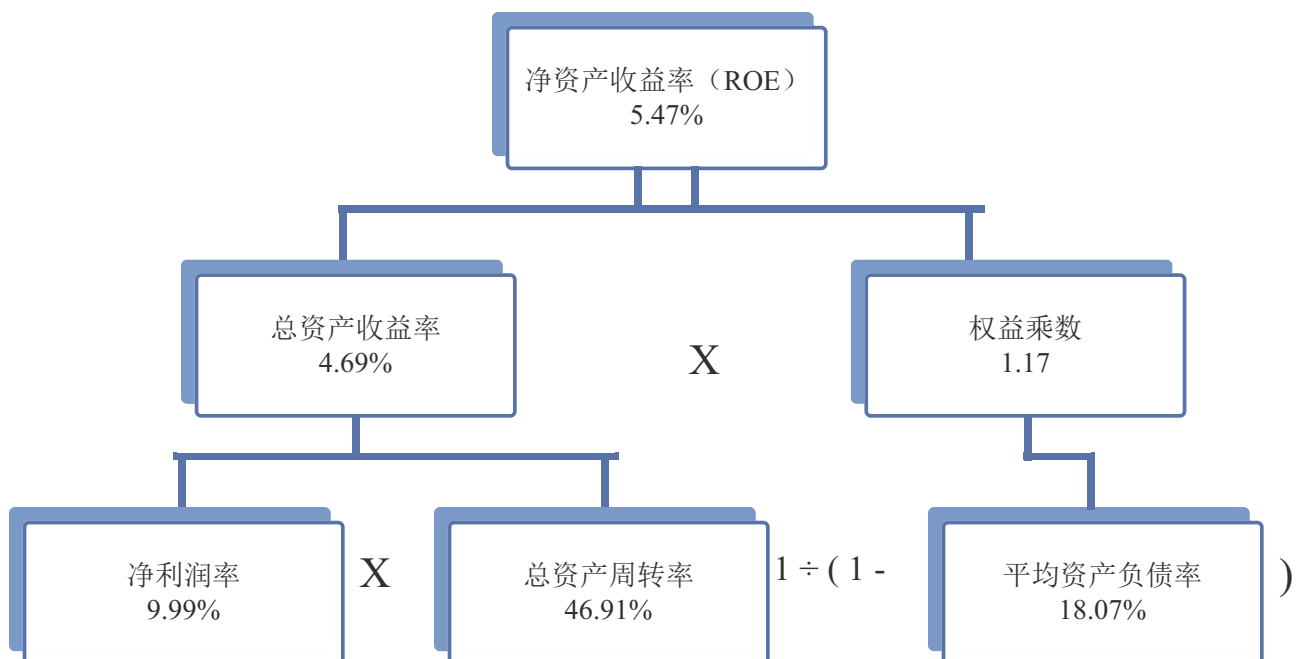 净资产收益率（ROE）
5.47%
总资产收益率
4.69%
X
权益乘数
1.17
净利润率
9.99%
X
总资产周转率
46.91%
1 ÷ ( 1 -
平均资产负债率
18.07%
)